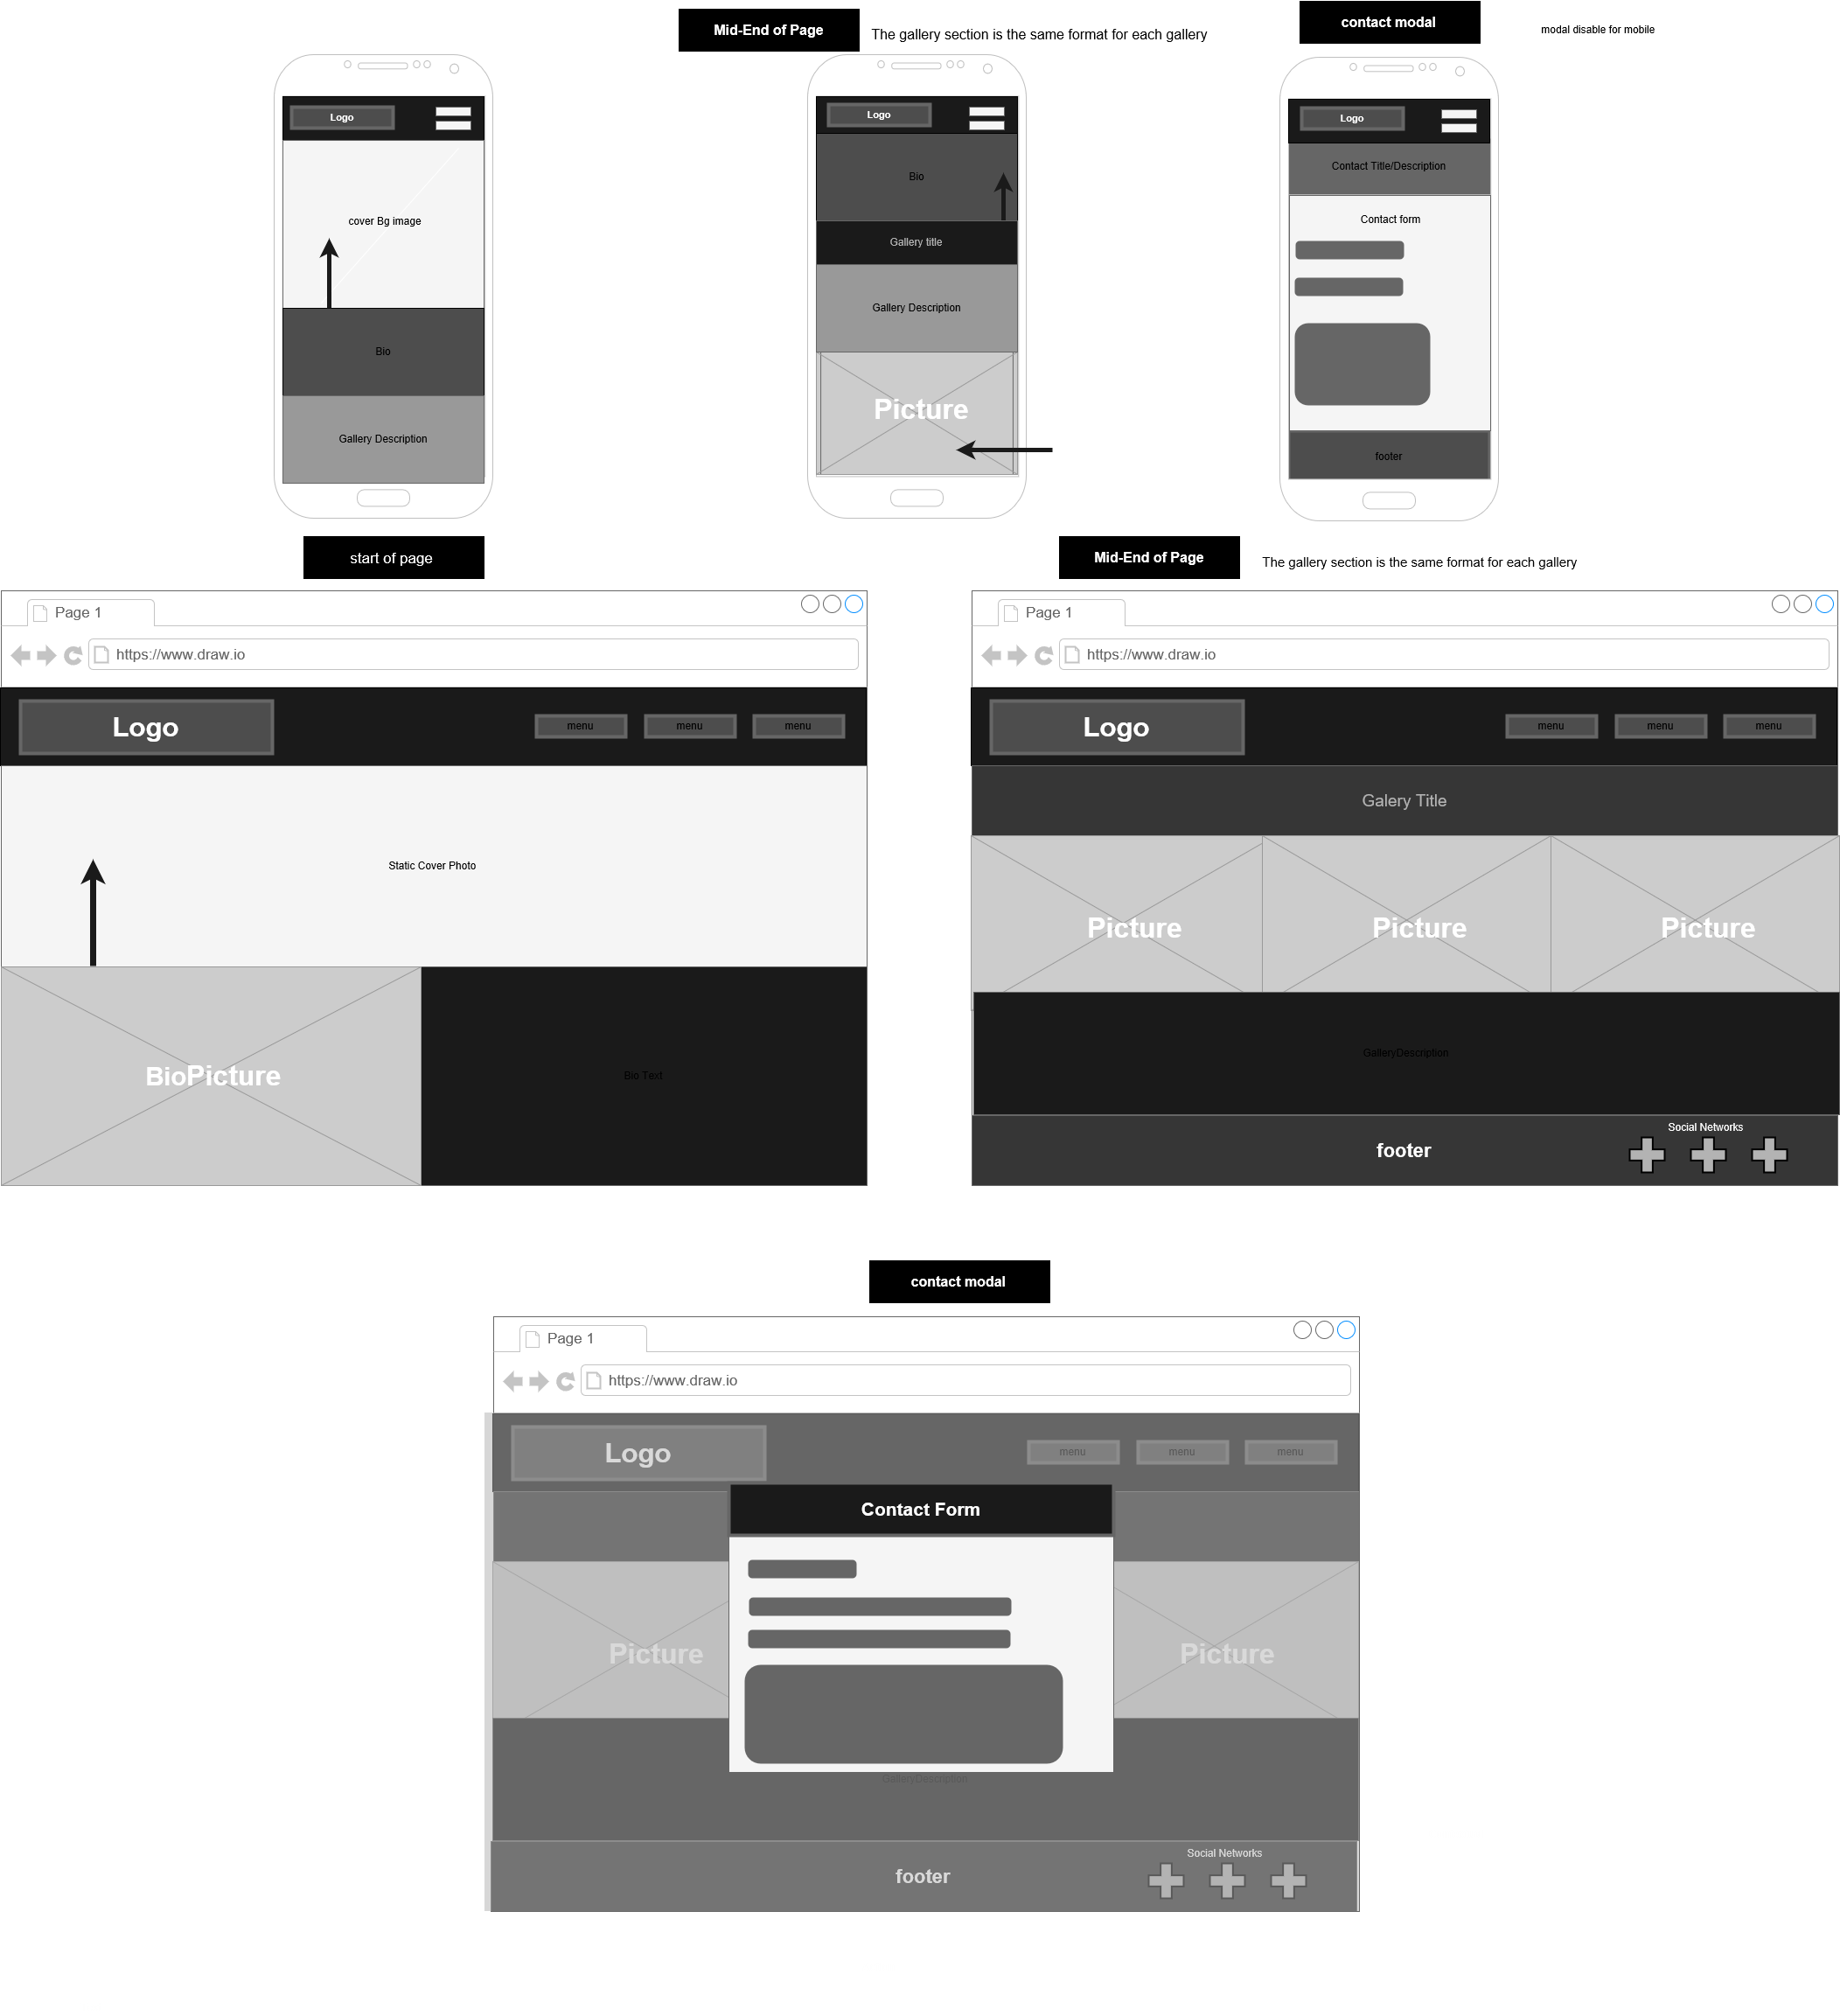 Mid-End of Page
The gallery section is the same format for each gallery
contact modal
modal disable for mobile
Logo
cover Bg image
Bio
Gallery Description
Logo
Bio
Gallery title
Gallery Description
Picture
Logo
Contact Title/Description
Contact form
footer
start of page
Mid-End of Page
The gallery section is the same format for each gallery
Page 1
https://www.draw.io
Logo
menu
menu
menu
Static Cover Photo
BioPicture
Bio Text
Page 1
https://www.draw.io
Logo
menu
menu
menu
Galery Title
Picture
Picture
Picture
GalleryDescription
Social Networks
footer
contact modal
Page 1
https://www.draw.io
Logo
menu
menu
menu
Contact Form
Picture
Picture
GalleryDescription
Social Networks
footer